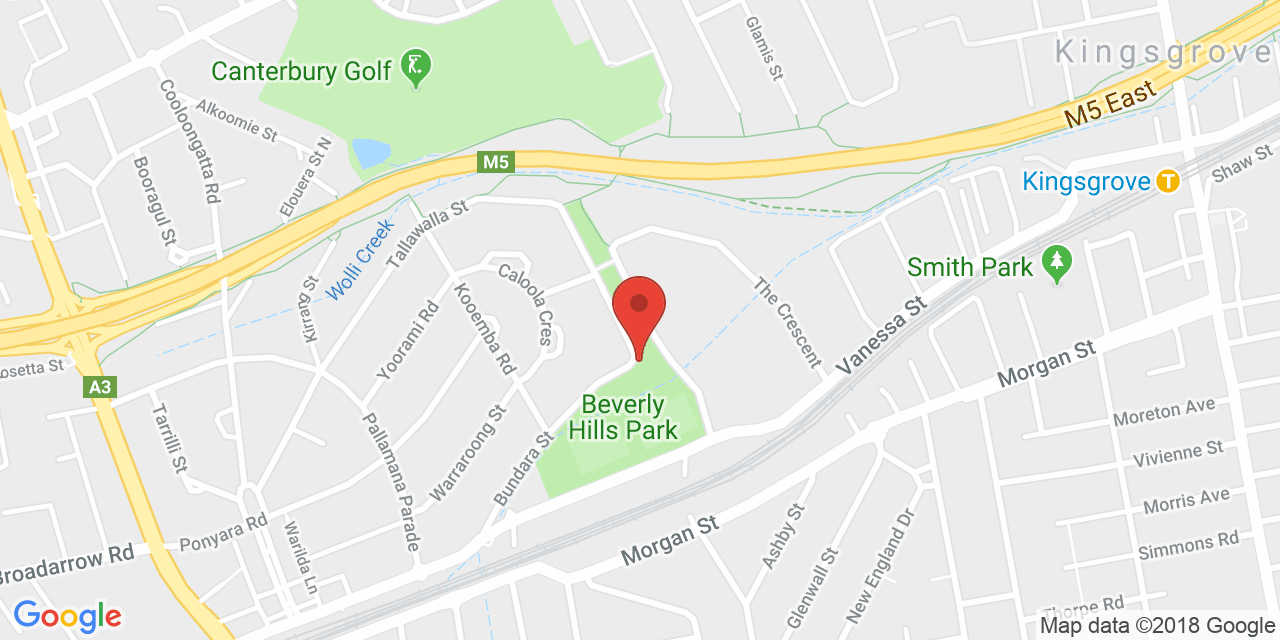 Glamis St
Kingsgrove
Canterbury Golf
M5 East
Cooloongatta Rd
Alkoomie St
Elouera St N
M5
Booragul St
Kingsgrove
T
Shaw St
Tallawalla St
Wolli Creek
Smith Park
Caloola Cres
The Crescent
Kirrang St
Yoorami Rd
Kooemba Rd
Vanessa St
osetta St
A3
Morgan St
Beverly
Hills Park
Tarrilli St
Pallamana Parade
Warraroong St
Bundara St
Moreton Ave
Vivienne St
Morris Ave
Ponyara Rd
Broadarrow Rd
Warilda Ln
Morgan St
Ashby St
Glenwall St
New England Dr
Simmons Rd
Thorpe Rd
Google
Map data ©2018 Google